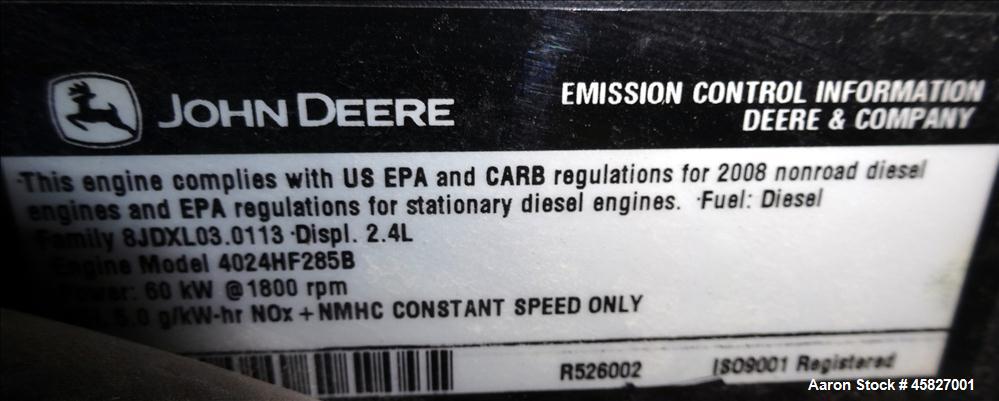 JOHN DEERE
EMISSION CONTROL INFORMATION
DEERE & COMPANY
·This engine complies with US EPA and CARB regulations for 2008 nonroad diesel
engines and EPA regulations for stationary diesel engines. ·Fuel: Diesel
Family 8JDXL03.0113 ·Displ. 2.4L
Engine Model 4024HF285B
Power: 60 kW @1800 rpm
5.0 g/kW-hr NOx + NMHC CONSTANT SPEED ONLY
R526002
ISO9001 Registered
Aaron Stock # 45827001